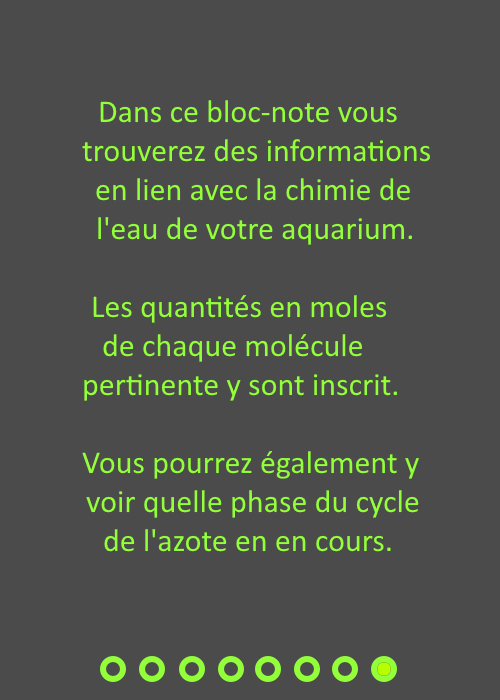 Dans ce bloc-note vous
trouverez des informations
en lien avec la chimie de
l'eau de votre aquarium.
Les quantités en moles
de chaque molécule
pertinente y sont inscrit.
Vous pourrez également y
voir quelle phase du cycle
de l'azote en en cours.